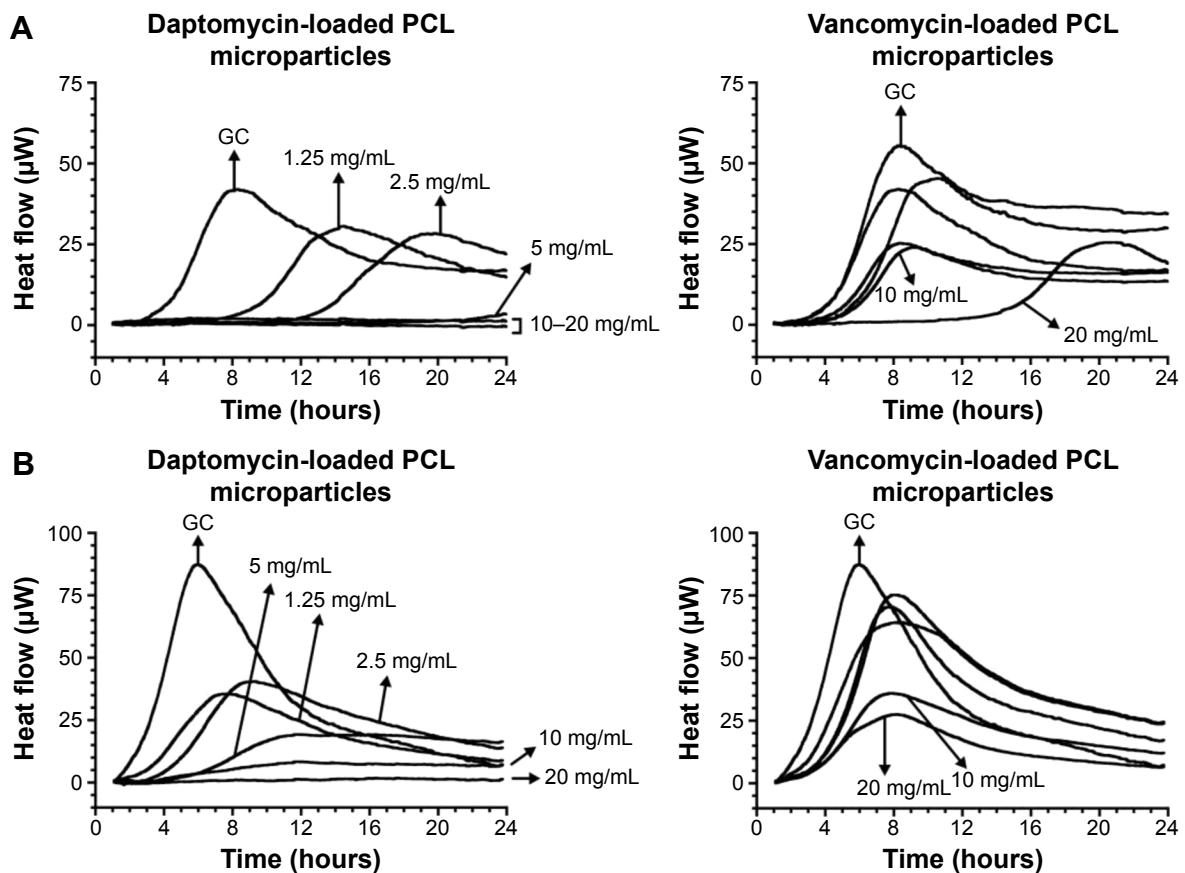 A
Daptomycin-loaded PCL
microparticles
Heat flow (µW)
75
50
25
0
GC
1.25 mg/mL
2.5 mg/mL
5 mg/mL
10–20 mg/mL
0 4 8 12 16 20 24
Time (hours)
Vancomycin-loaded PCL
microparticles
Heat flow (µW)
75
50
25
0
GC
10 mg/mL
20 mg/mL
0 4 8 12 16 20 24
Time (hours)
B
Daptomycin-loaded PCL
microparticles
Heat flow (µW)
100
75
50
25
0
GC
5 mg/mL
1.25 mg/mL
2.5 mg/mL
10 mg/mL
20 mg/mL
0 4 8 12 16 20 24
Time (hours)
Vancomycin-loaded PCL
microparticles
Heat flow (µW)
100
75
50
25
0
GC
10 mg/mL
20 mg/mL
0 4 8 12 16 20 24
Time (hours)